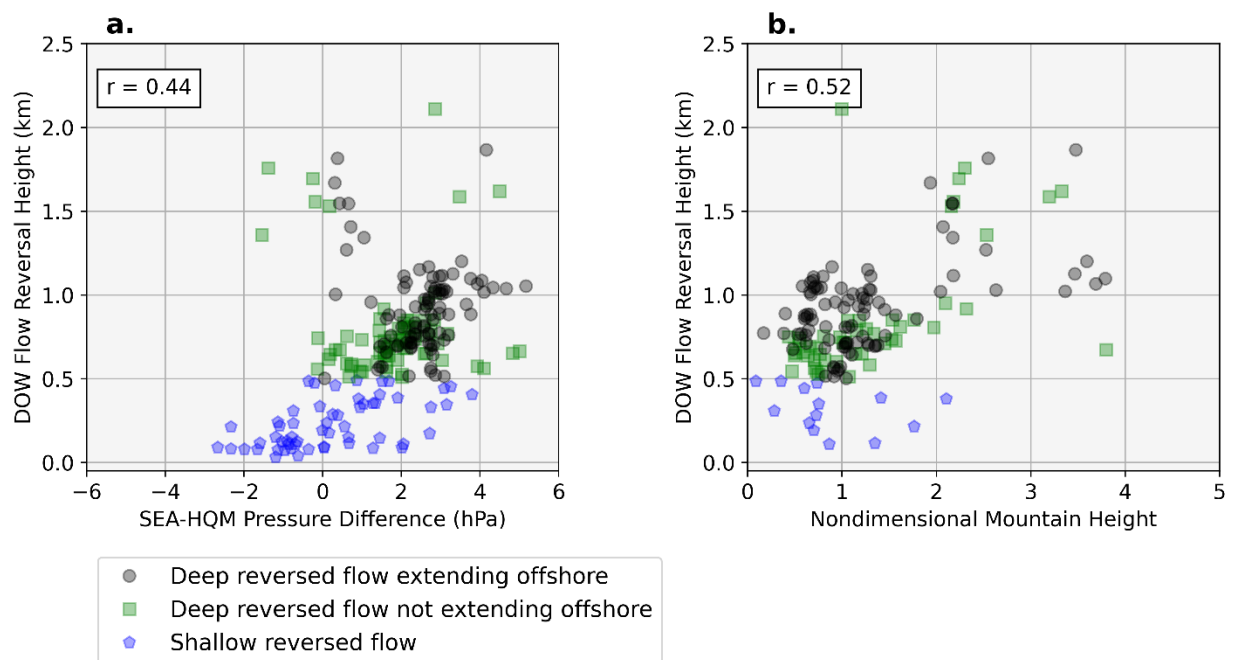 a.
b.
r = 0.44
r = 0.52
DOW Flow Reversal Height (km)
2.5
2.0
1.5
1.0
0.5
0.0
−6 −4 −2 0 2 4 6
SEA-HQM Pressure Difference (hPa)
DOW Flow Reversal Height (km)
2.5
2.0
1.5
1.0
0.5
0.0
0 1 2 3 4 5
Nondimensional Mountain Height
Deep reversed flow extending offshore
Deep reversed flow not extending offshore
Shallow reversed flow